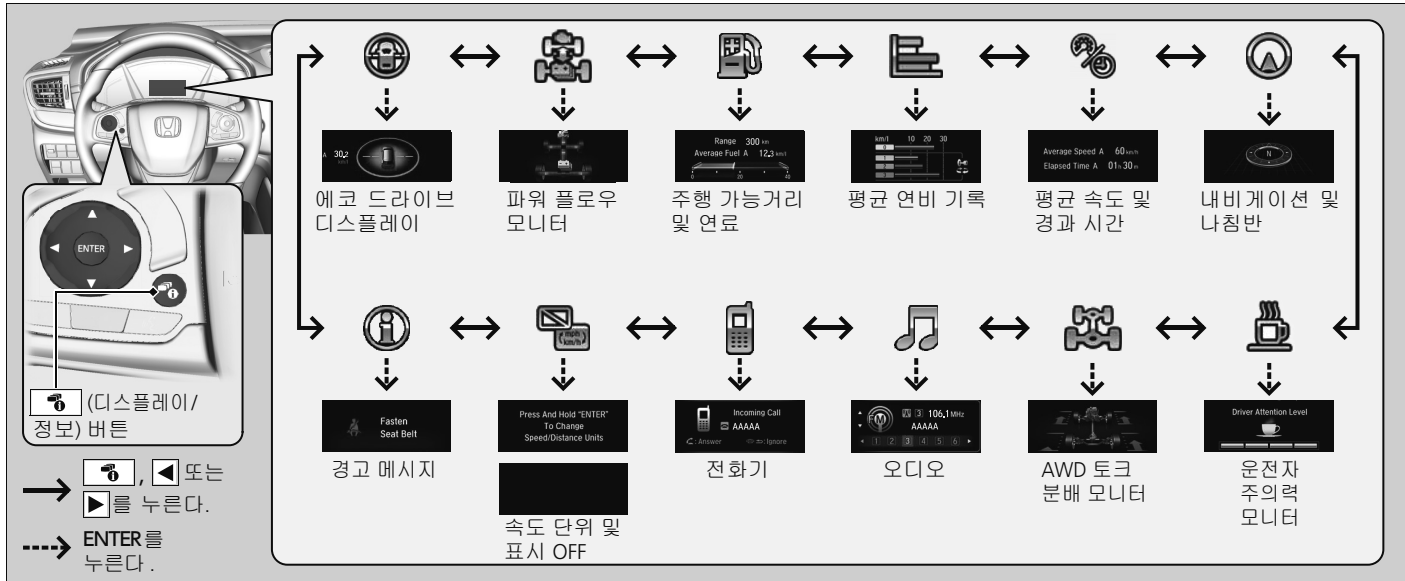 A 30.2
km/l
에코 드라이브
디스플레이
파워 플로우
모니터
Range 300 km
Average Fuel A 12.3 km/l
0 20 40
주행 가능거리
및 연료
km/l 10 20 30
0
1
2
3
평균 연비 기록
Average Speed A 60 km/h
Elapsed Time A 01h 30m
평균 속도 및
경과 시간
N
내비게이션 및
나침반
ENTER
(디스플레이/
정보) 버튼
, ◀ 또는
▶를 누른다.
ENTER를
누른다 .
Fasten
Seat Belt
경고 메시지
mph
km/h
Press And Hold "ENTER"
To Change
Speed/Distance Units
속도 단위 및
표시 OFF
Incoming Call
AAAAA
: Answer : Ignore
전화기
FM 3 106.1 MHz
AAAAA
1 2 3 4 5 6
오디오
AWD 토크
분배 모니터
Driver Attention Level
운전자
주의력
모니터